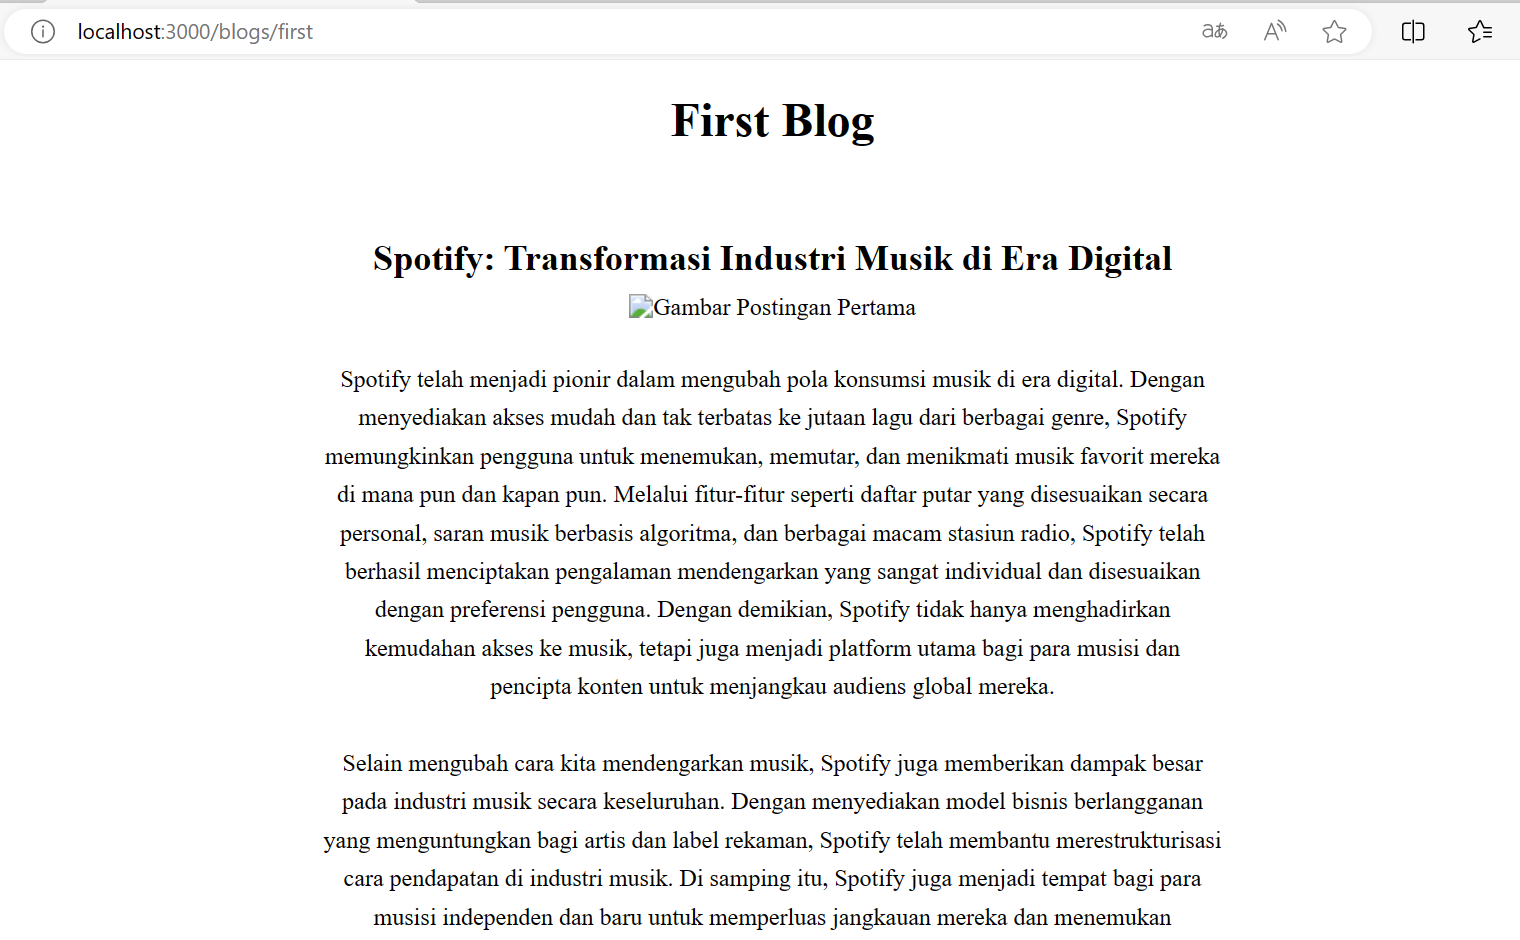 localhost:3000/blogs/first
aあ
A
First Blog
Spotify: Transformasi Industri Musik di Era Digital
Gambar Postingan Pertama
Spotify telah menjadi pionir dalam mengubah pola konsumsi musik di era digital. Dengan
menyediakan akses mudah dan tak terbatas ke jutaan lagu dari berbagai genre, Spotify
memungkinkan pengguna untuk menemukan, memutar, dan menikmati musik favorit mereka
di mana pun dan kapan pun. Melalui fitur-fitur seperti daftar putar yang disesuaikan secara
personal, saran musik berbasis algoritma, dan berbagai macam stasiun radio, Spotify telah
berhasil menciptakan pengalaman mendengarkan yang sangat individual dan disesuaikan
dengan preferensi pengguna. Dengan demikian, Spotify tidak hanya menghadirkan
kemudahan akses ke musik, tetapi juga menjadi platform utama bagi para musisi dan
pencipta konten untuk menjangkau audiens global mereka.
Selain mengubah cara kita mendengarkan musik, Spotify juga memberikan dampak besar
pada industri musik secara keseluruhan. Dengan menyediakan model bisnis berlangganan
yang menguntungkan bagi artis dan label rekaman, Spotify telah membantu merestrukturisasi
cara pendapatan di industri musik. Di samping itu, Spotify juga menjadi tempat bagi para
musisi independen dan baru untuk memperluas jangkauan mereka dan menemukan